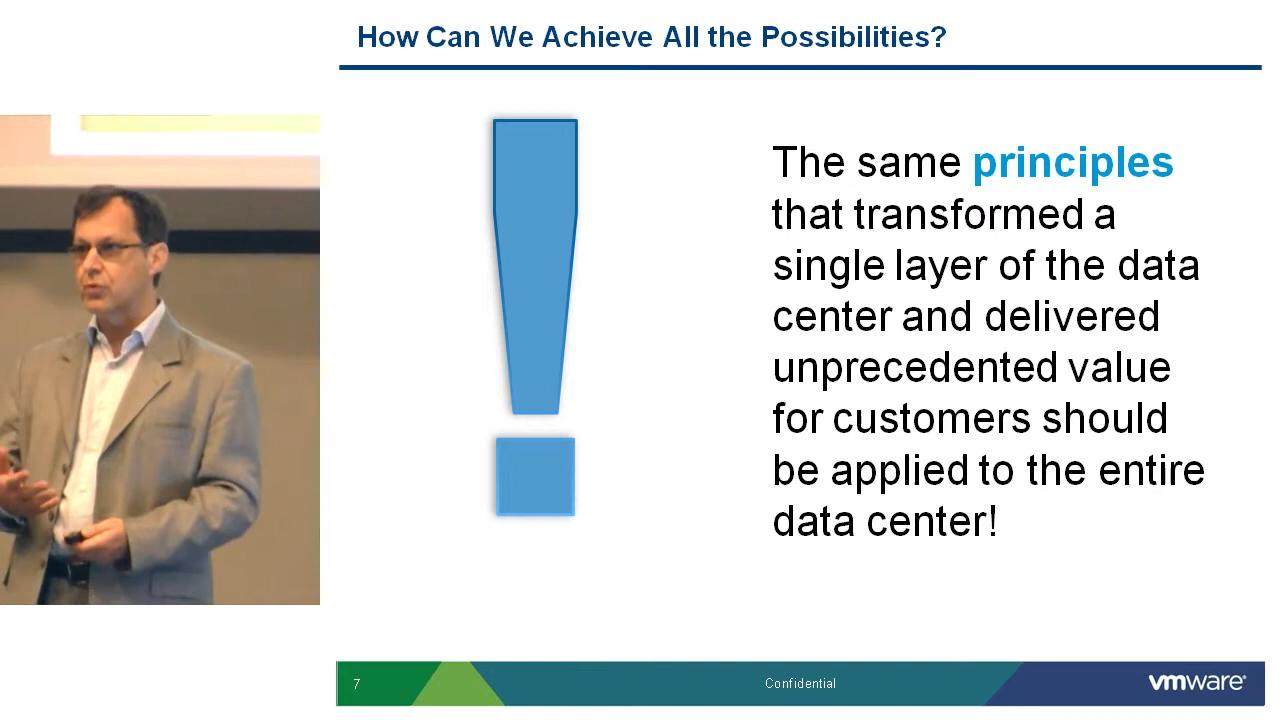 How Can We Achieve All the Possibilities?
The same principles
that transformed a
single layer of the data
center and delivered
unprecedented value
for customers should
be applied to the entire
data center!
7
Confidential
vmware®